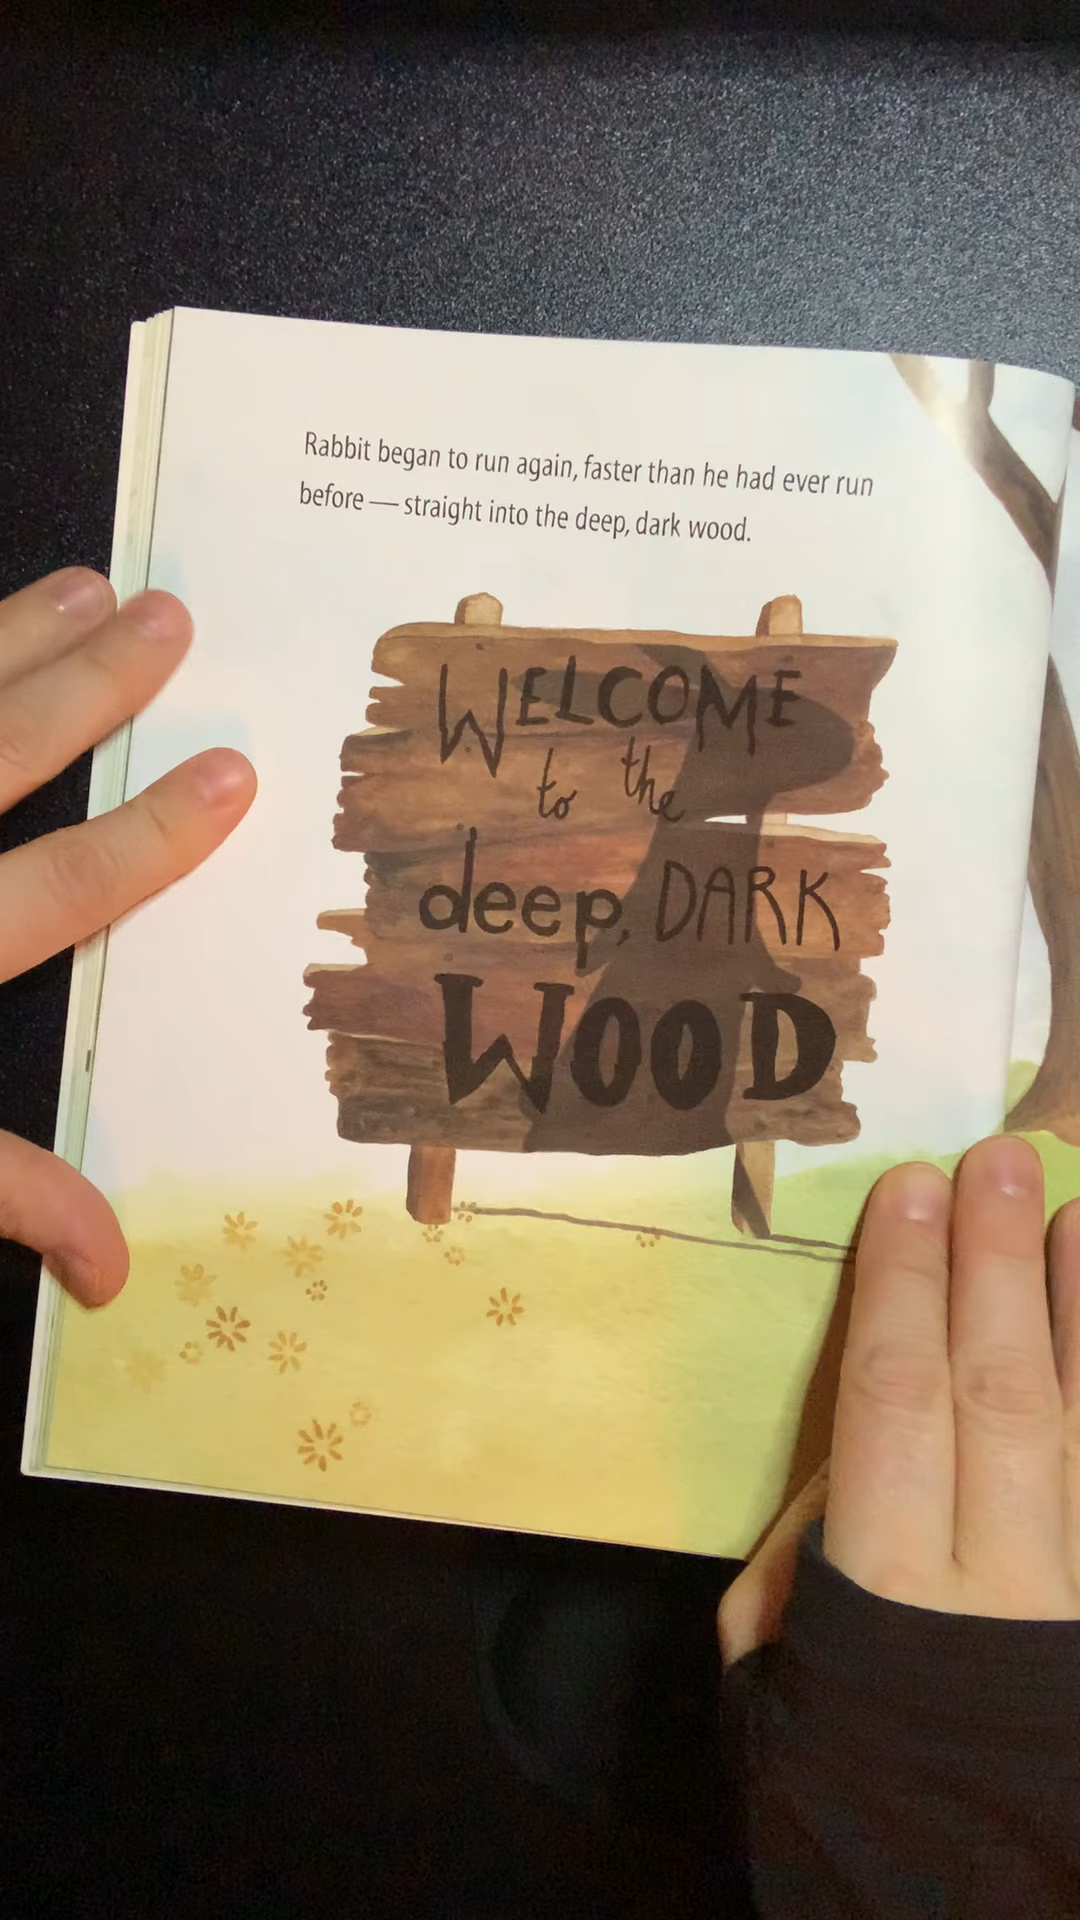 Rabbit began to run again, faster than he had ever run
before — straight into the deep, dark wood.
WELCOME
to the
deep, DARK
WOOD